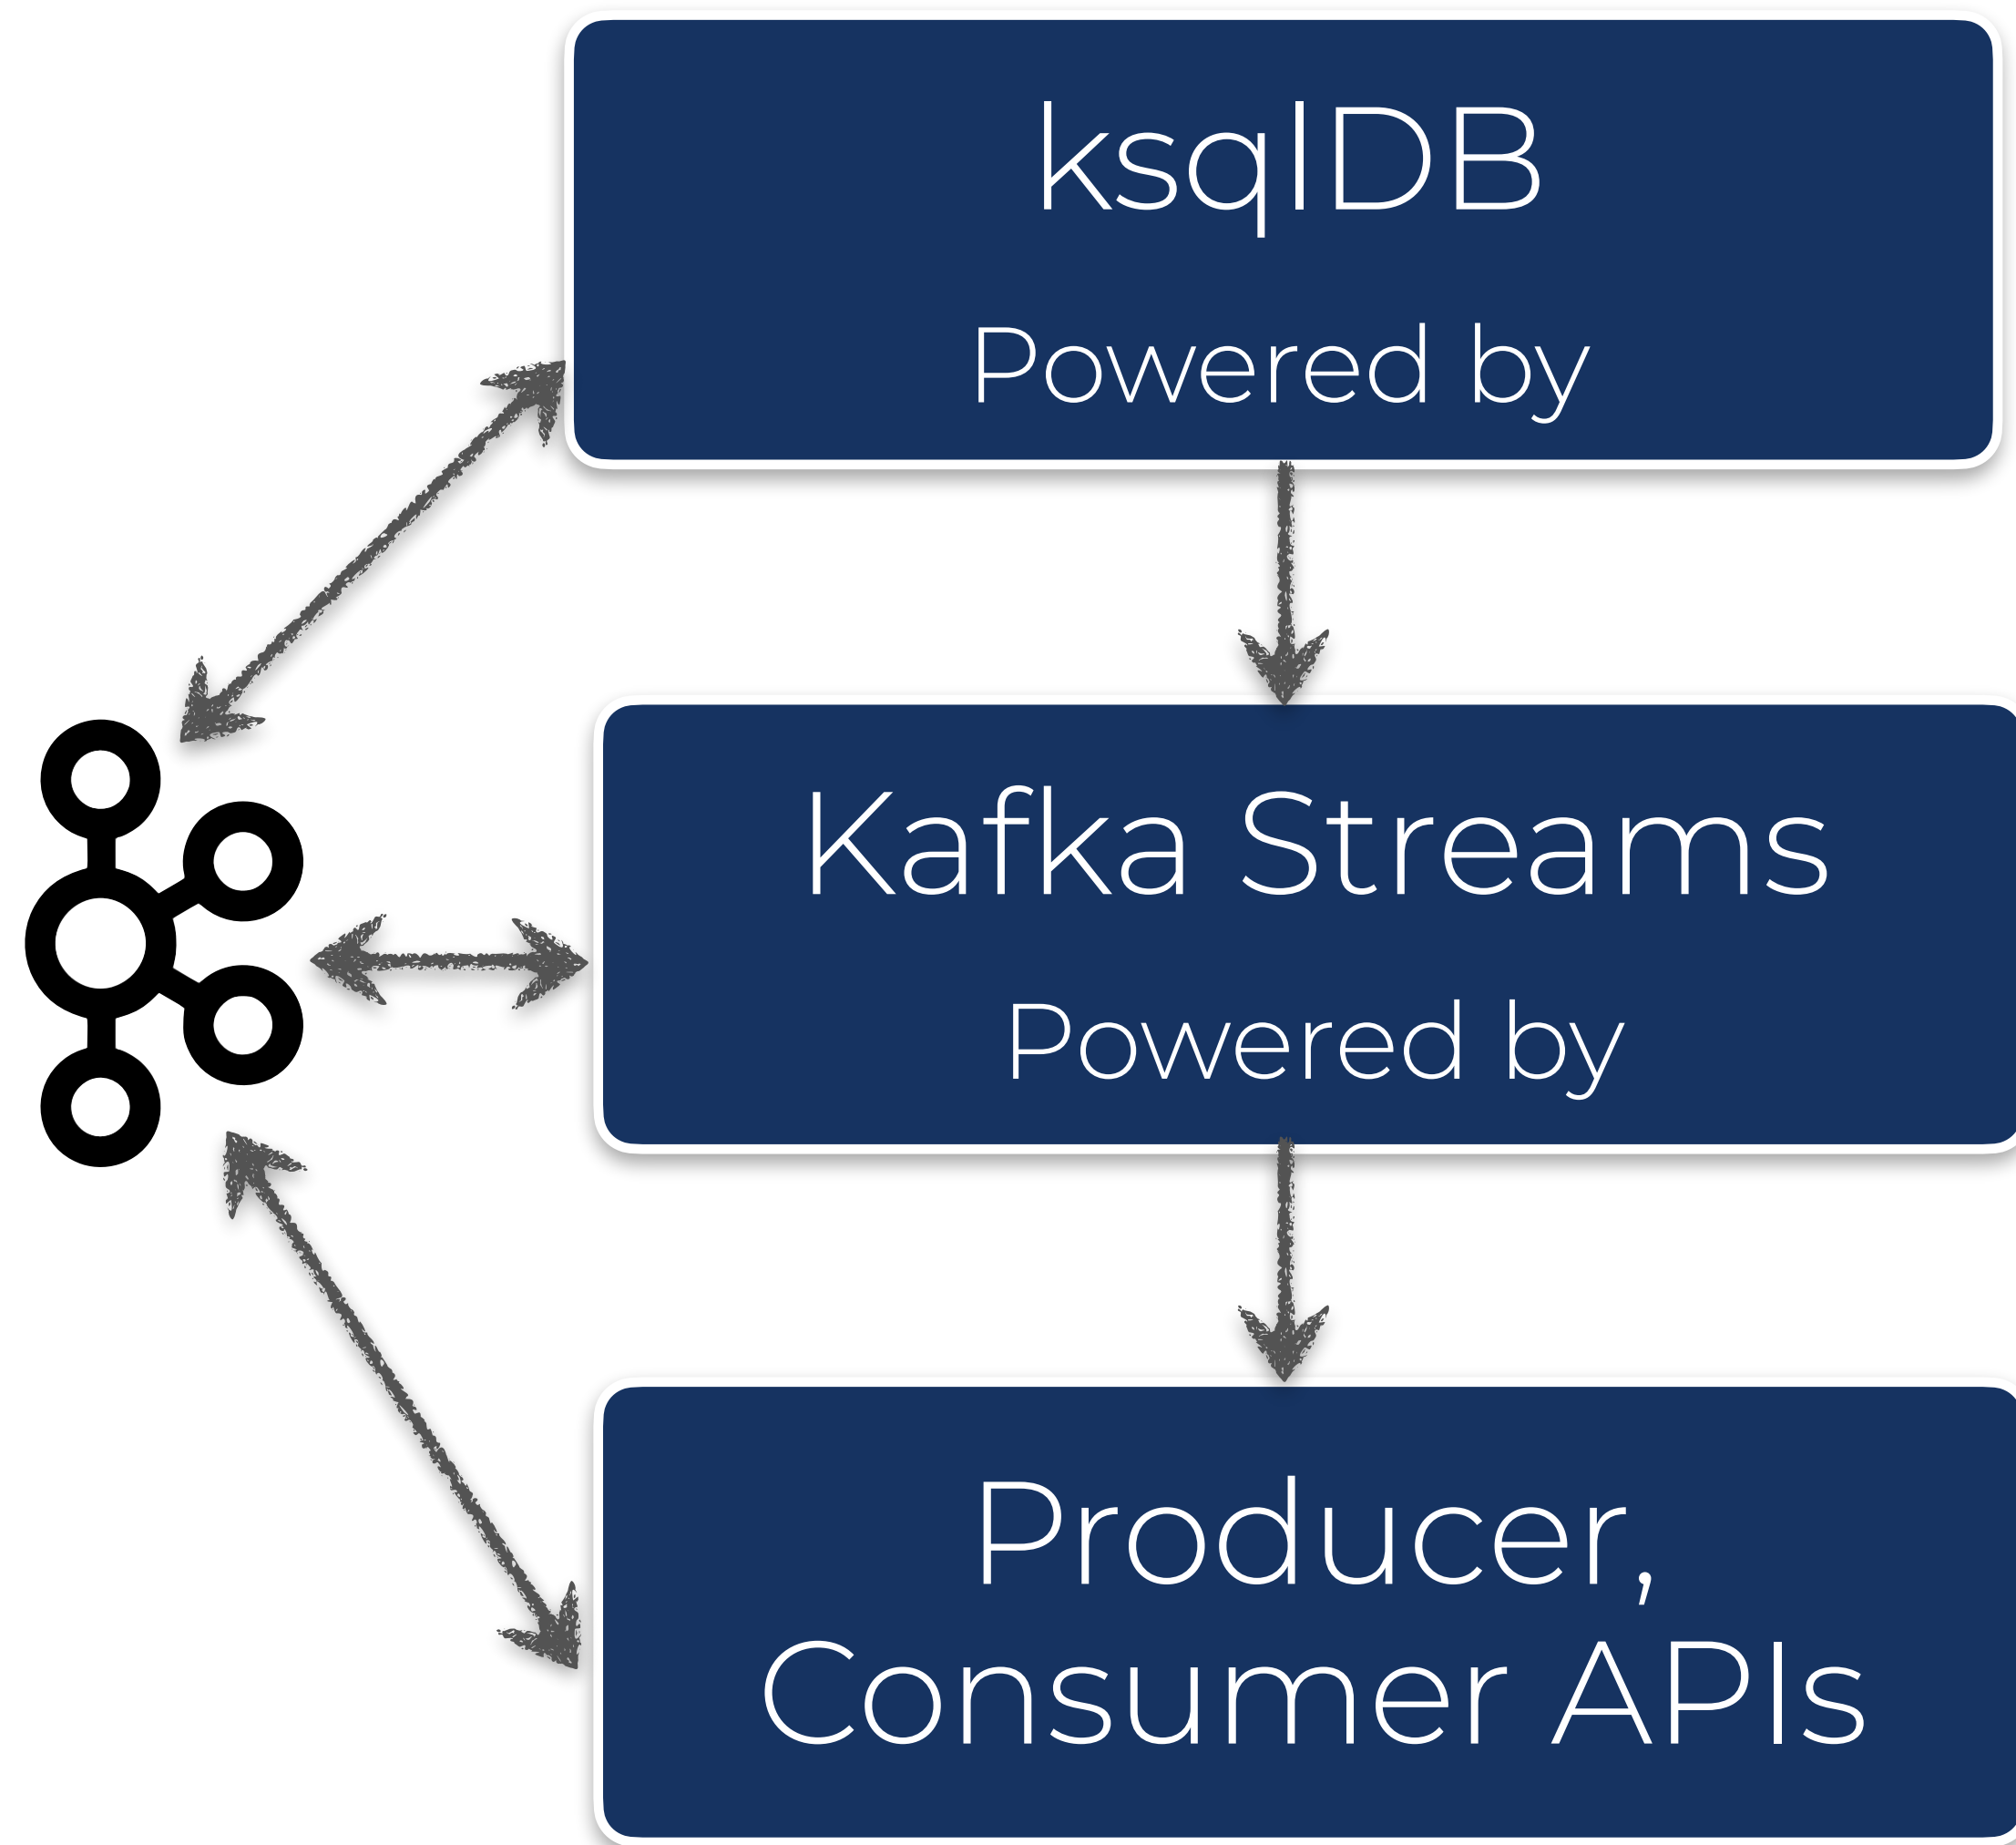 ksqlDB
Powered by
Kafka Streams
Powered by
Producer,
Consumer APIs